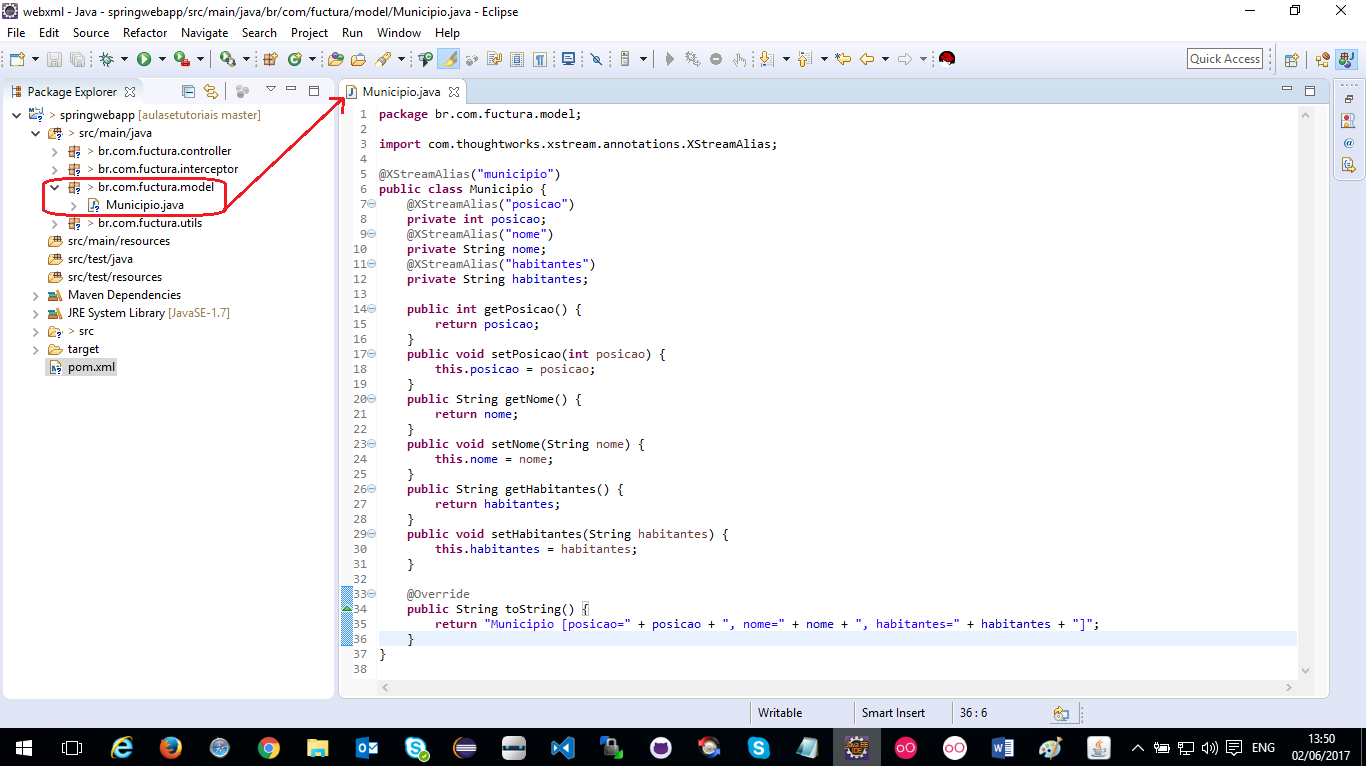 webxml - Java - springwebapp/src/main/java/br/com/fuctura/model/Municipio.java - Eclipse
File Edit Source Refactor Navigate Search Project Run Window Help
Quick Access
Package Explorer
> springwebapp [aulasetutoriais master]
> src/main/java
> br.com.fuctura.controller
> br.com.fuctura.interceptor
> br.com.fuctura.model
Municipio.java
> br.com.fuctura.utils
src/main/resources
src/test/java
src/test/resources
Maven Dependencies
JRE System Library [JavaSE-1.7]
> src
target
pom.xml
Municipio.java
1 package br.com.fuctura.model;
2
3 import com.thoughtworks.xstream.annotations.XStreamAlias;
4
5 @XStreamAlias("municipio")
6 public class Municipio {
7 @XStreamAlias("posicao")
8 private int posicao;
9 @XStreamAlias("nome")
10 private String nome;
11 @XStreamAlias("habitantes")
12 private String habitantes;
13
14 public int getPosicao() {
15 return posicao;
16 }
17 public void setPosicao(int posicao) {
18 this.posicao = posicao;
19 }
20 public String getNome() {
21 return nome;
22 }
23 public void setNome(String nome) {
24 this.nome = nome;
25 }
26 public String getHabitantes() {
27 return habitantes;
28 }
29 public void setHabitantes(String habitantes) {
30 this.habitantes = habitantes;
31 }
32
33 @Override
34 public String toString() {
35 return "Municipio [posicao=" + posicao + ", nome=" + nome + ", habitantes=" + habitantes + "]";
36 }
37 }
38
Writable Smart Insert 36 : 6
ENG
13:50
02/06/2017